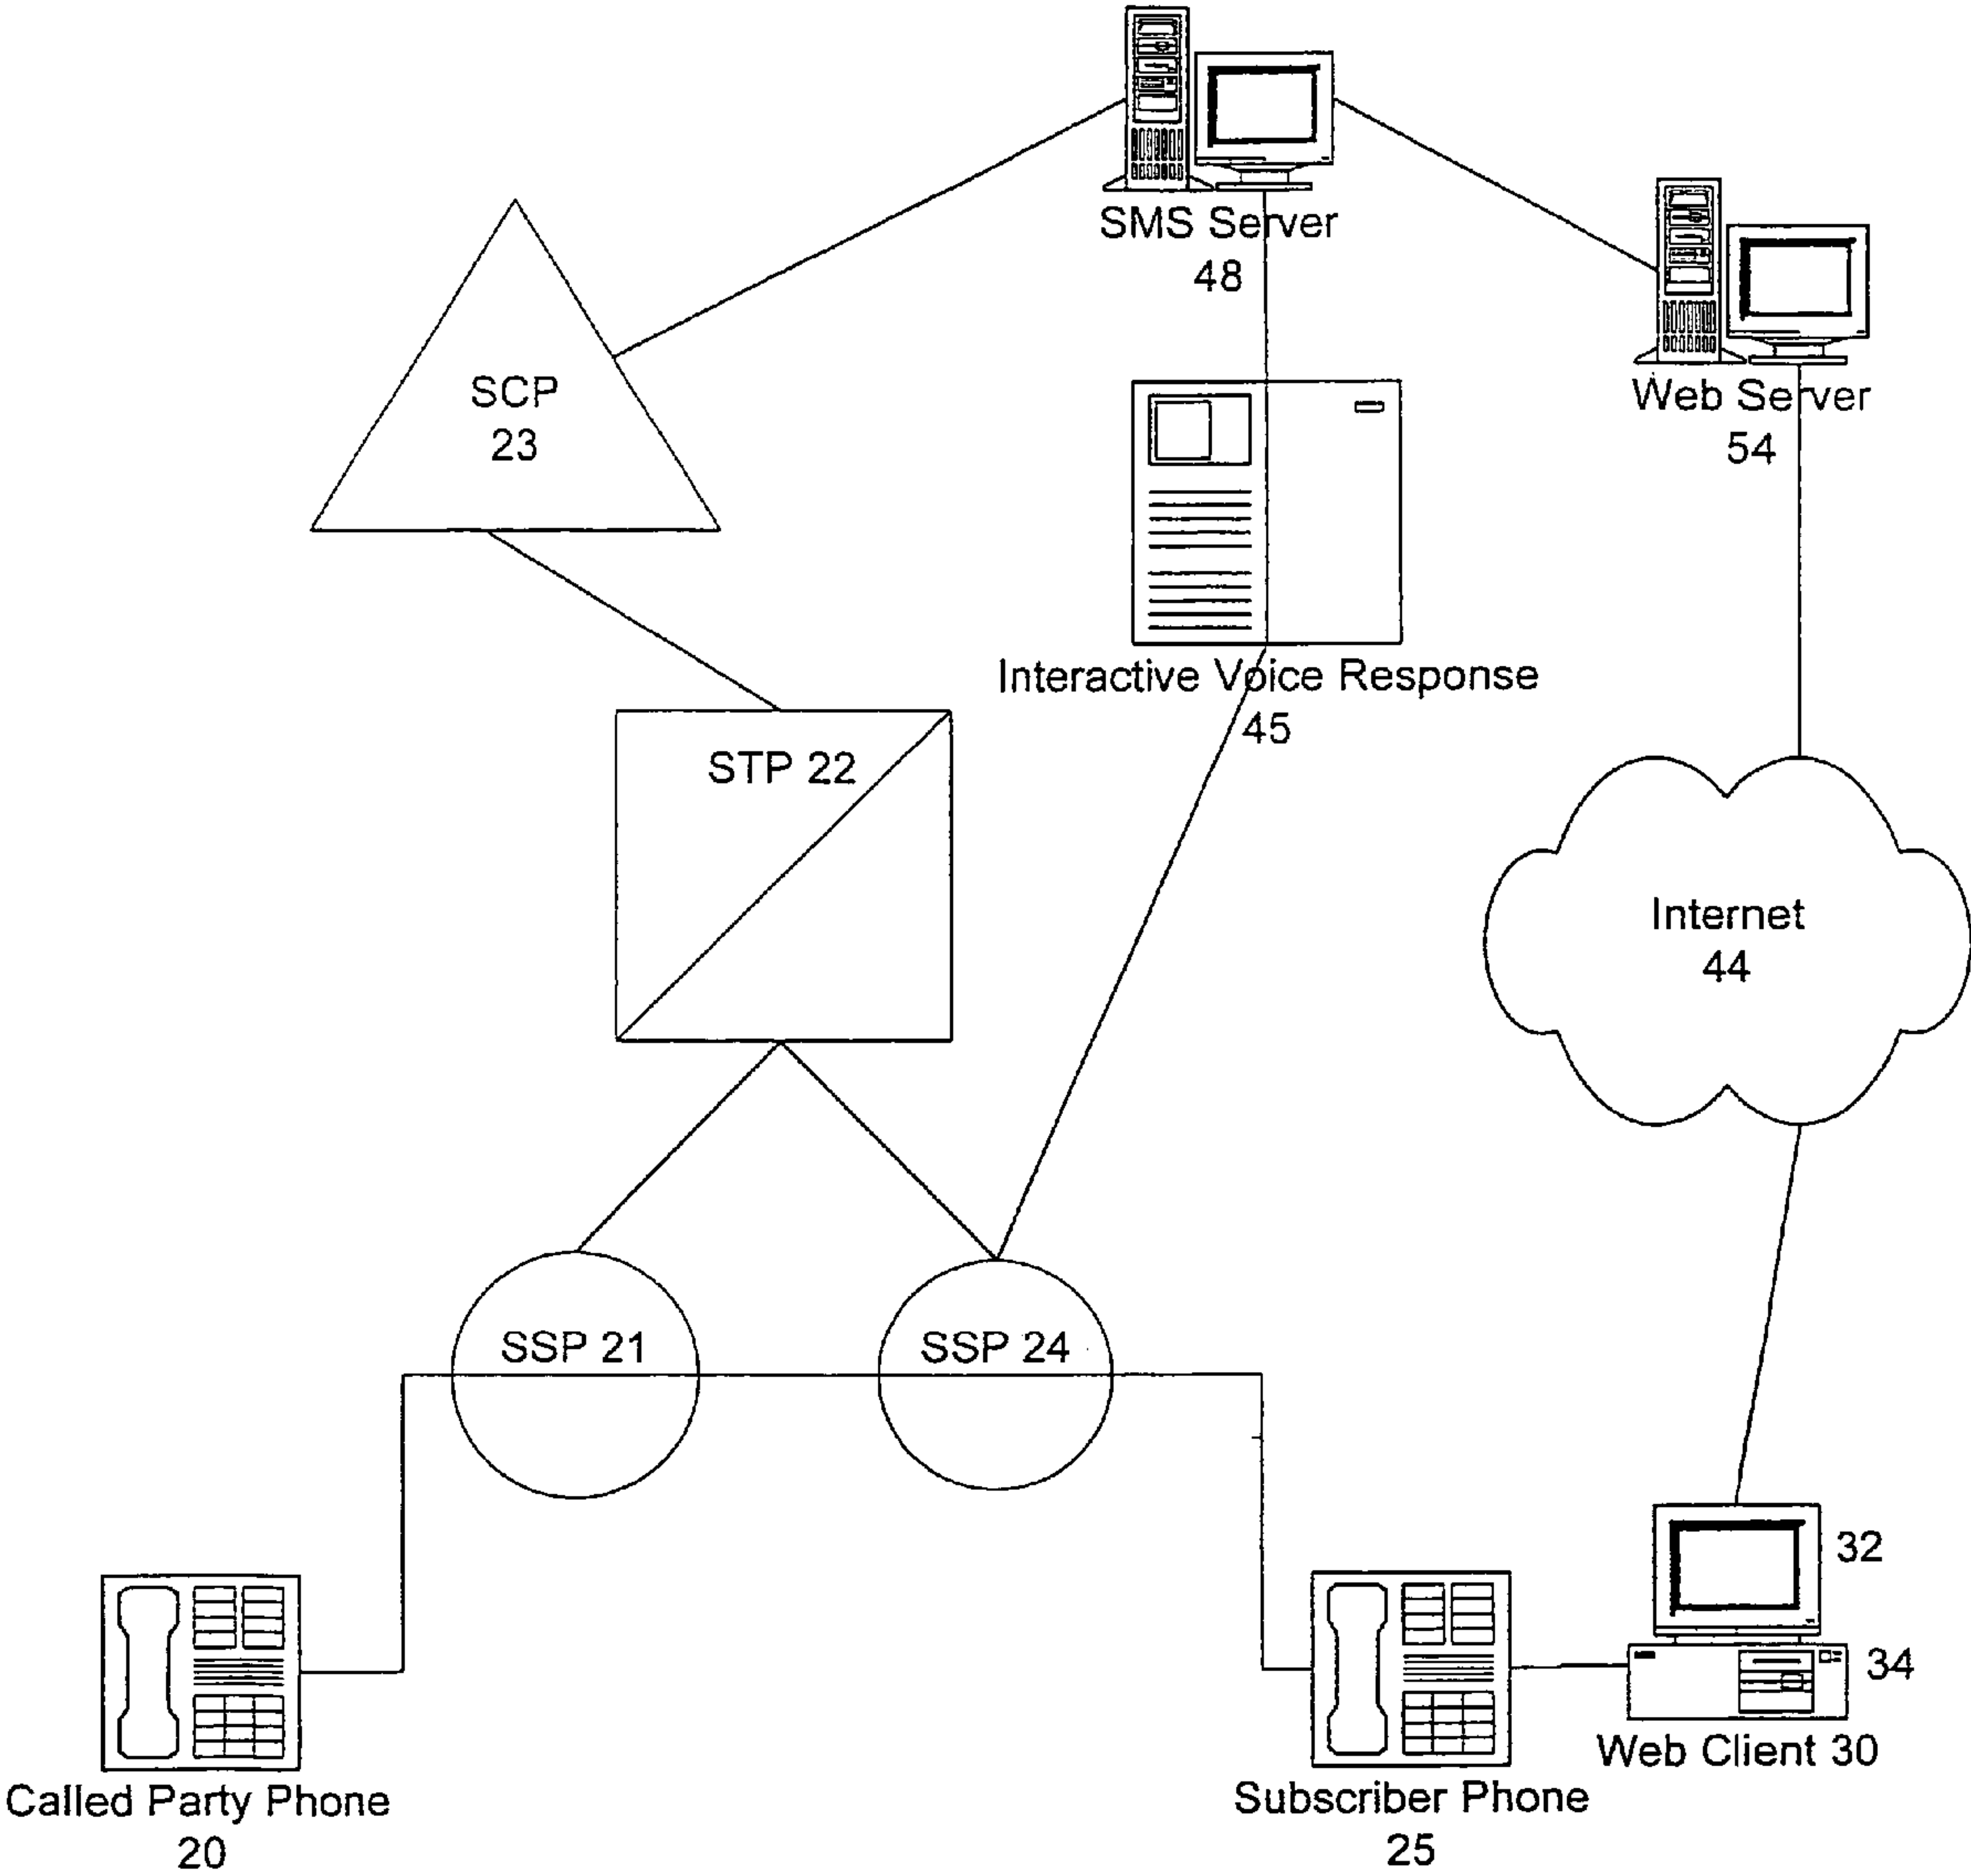 SMS Server
48
SCP
23
Web Server
54
Interactive Voice Response
45
STP 22
Internet
44
SSP 21
SSP 24
32
34
Web Client 30
Called Party Phone
20
Subscriber Phone
25